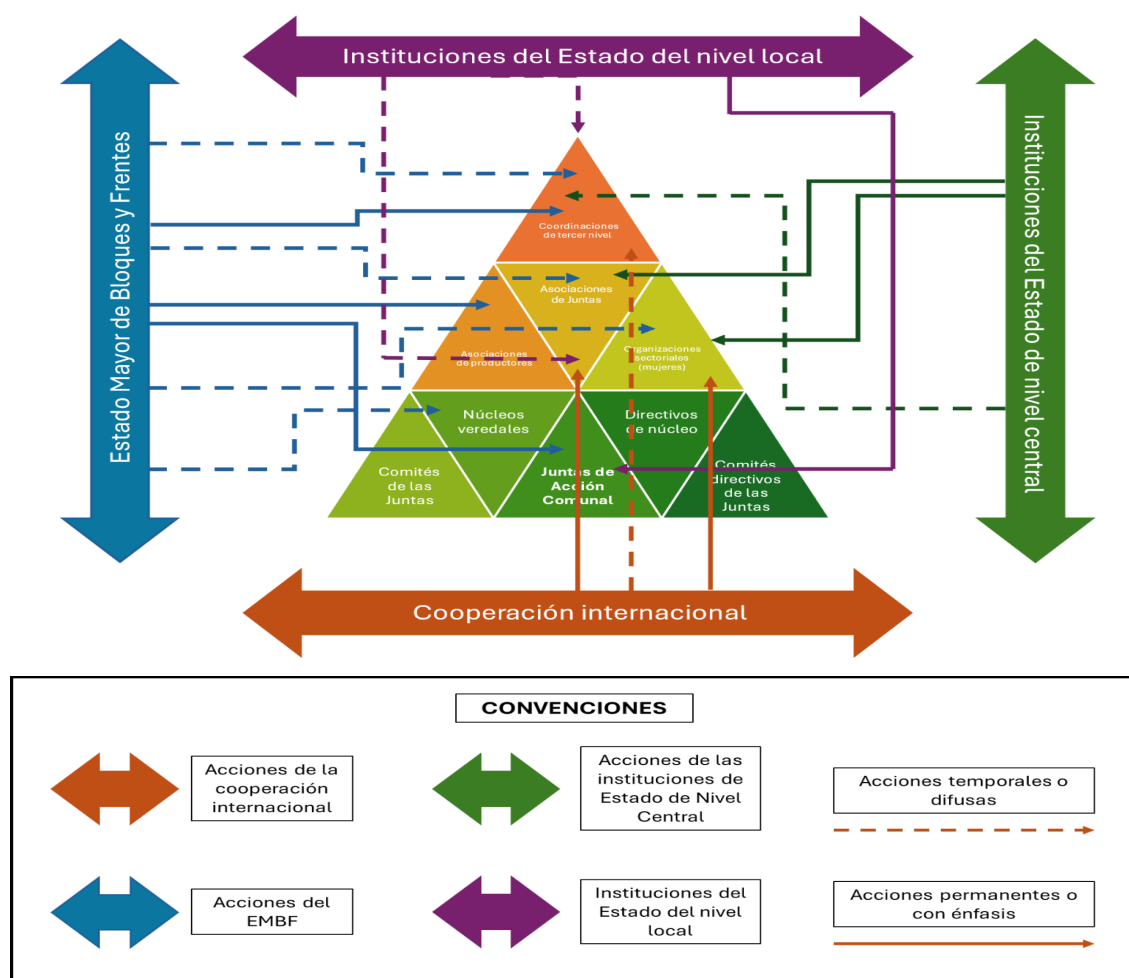 Instituciones del Estado del nivel local
Estado Mayor de Bloques y Frentes
Instituciones del Estado de nivel central
Coordinaciones
de tercer nivel
Asociaciones
de Juntas
Asociaciones
de productores
Organizaciones
sectoriales
(mujeres)
Núcleos
veredales
Directivos
de núcleo
Comités
de las
Juntas
Juntas de
Acción
Comunal
Comités
directivos
de las
Juntas
Cooperación internacional
CONVENCIONES
Acciones de la
cooperación
internacional
Acciones de las
instituciones de
Estado de Nivel
Central
Acciones temporales o
difusas
Acciones del
EMBF
Instituciones del
Estado del nivel
local
Acciones permanentes o
con énfasis